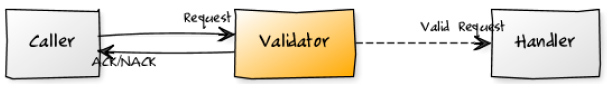 Request
Caller
Validator
Valid Request
Handler
ACK/NACK